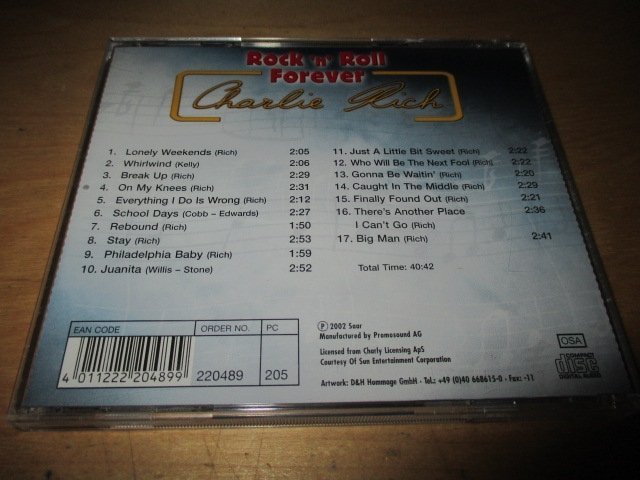 Rock 'n' Roll
Forever
Charlie Rich
1. Lonely Weekends (Rich) 2:05
2. Whirlwind (Kelly) 2:06
3. Break Up (Rich) 2:29
4. On My Knees (Rich) 2:31
5. Everything I Do Is Wrong (Rich) 2:12
6. School Days (Cobb – Edwards) 2:27
7. Rebound (Rich) 1:50
8. Stay (Rich) 2:53
9. Philadelphia Baby (Rich) 1:59
10. Juanita (Willis – Stone) 2:52
11. Just A Little Bit Sweet (Rich) 2:22
12. Who Will Be The Next Fool (Rich) 2:22
13. Gonna Be Waitin' (Rich) 2:20
14. Caught In The Middle (Rich) 2:29
15. Finally Found Out (Rich) 2:21
16. There's Another Place 2:36
I Can't Go (Rich)
17. Big Man (Rich) 2:41
Total Time: 40:42
EAN CODE
ORDER NO.
PC
4 011222 204899
220489
205
℗ 2002 Saar
Manufactured by Promosound AG
Licensed from Charly Licensing ApS
Courtesy Of Sun Entertainment Corporation
Artwork: D&H Hommage GmbH - Tel.: +49 (0)40 668615-0 - Fax: -11
OSA
COMPACT
disc
DIGITAL AUDIO